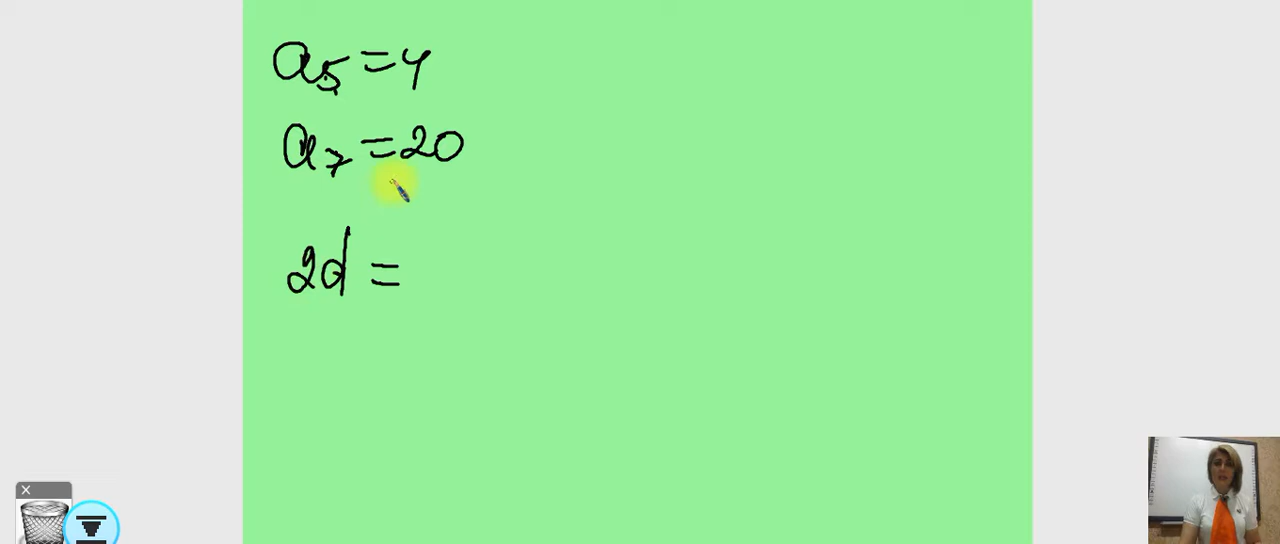 a₅ = 4
a₇ = 20
2d =